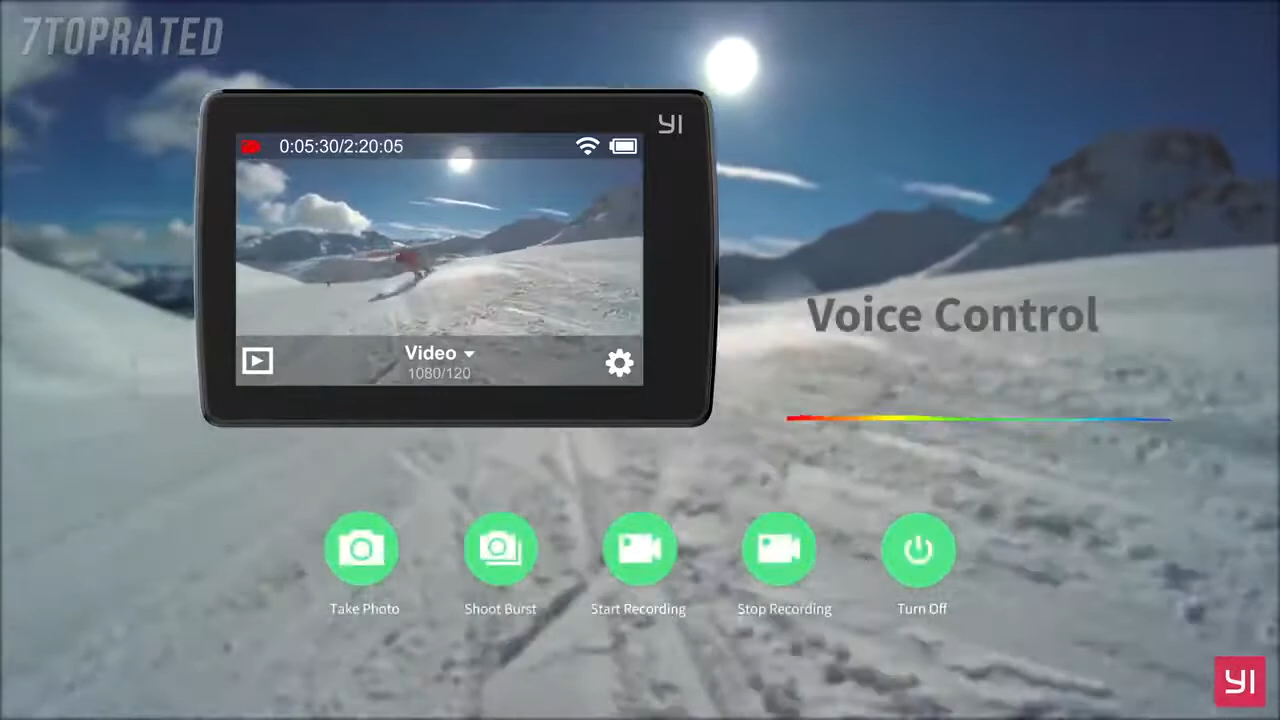 7TOPRATED
YI
0:05:30/2:20:05
Video
1080/120
Voice Control
Take Photo
Shoot Burst
Start Recording
Stop Recording
Turn Off
YI